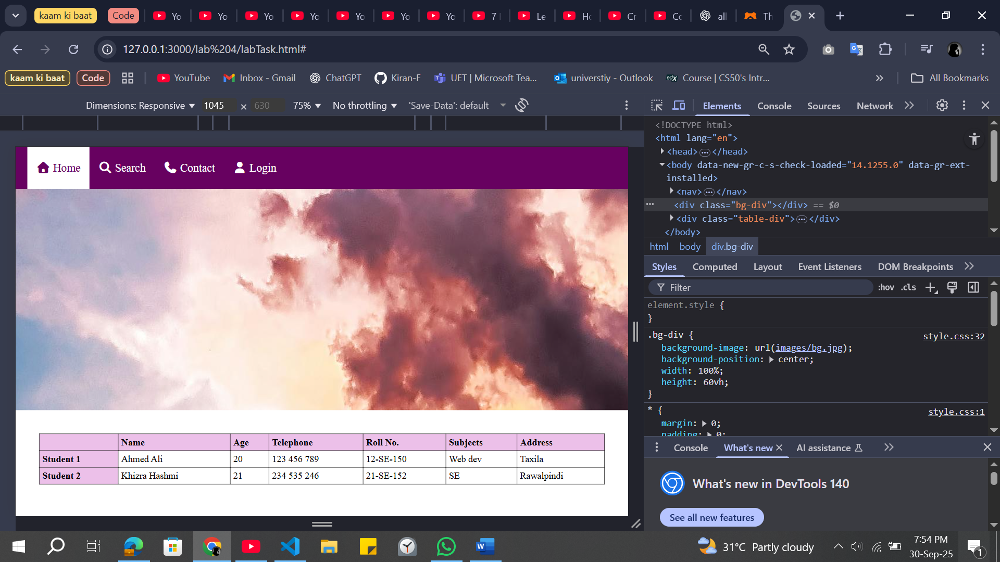 kaam ki baat
Code
Yo
Yo
Yo
Yo
Yo
Yo
Yo
7
Le
Ho
Cr
Co
all
Th
127.0.0.1:3000/lab%204/labTask.html#
kaam ki baat
Code
YouTube
Inbox - Gmail
ChatGPT
Kiran-F
UET | Microsoft Tea...
universtiy - Outlook
edX
Course | CS50's Intr...
All Bookmarks
Dimensions: Responsive
1045
×
630
75%
No throttling
'Save-Data': default
Elements
Console
Sources
Network
<!DOCTYPE html>
<html lang="en">
<head>
</head>
<body data-new-gr-c-s-check-loaded="14.1255.0" data-gr-ext-
installed>
<nav>
</nav>
<div class="bg-div"></div> == $0
<div class="table-div">
</div>
</body>
html
body
div.bg-div
Styles
Computed
Layout
Event Listeners
DOM Breakpoints
Filter
:hov
.cls
element.style {
}
.bg-div {
style.css:32
background-image: url(images/bg.jpg);
background-position: center;
width: 100%;
height: 60vh;
}
* {
style.css:1
margin: 0;
padding: 0;
Console
What's new
AI assistance
What's new in DevTools 140
See all new features
Home
Search
Contact
Login
Name
Age
Telephone
Roll No.
Subjects
Address
Student 1
Ahmed Ali
20
123 456 789
12-SE-150
Web dev
Taxila
Student 2
Khizra Hashmi
21
234 535 246
21-SE-152
SE
Rawalpindi
31°C Partly cloudy
7:54 PM
30-Sep-25
1